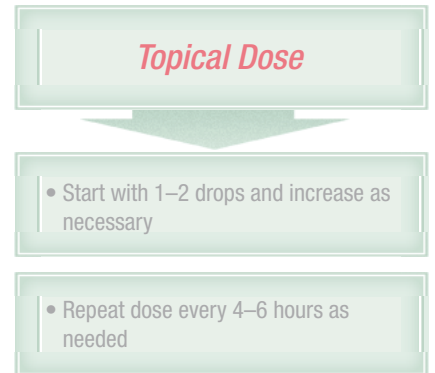 Topical Dose
• Start with 1–2 drops and increase as
necessary
• Repeat dose every 4–6 hours as
needed